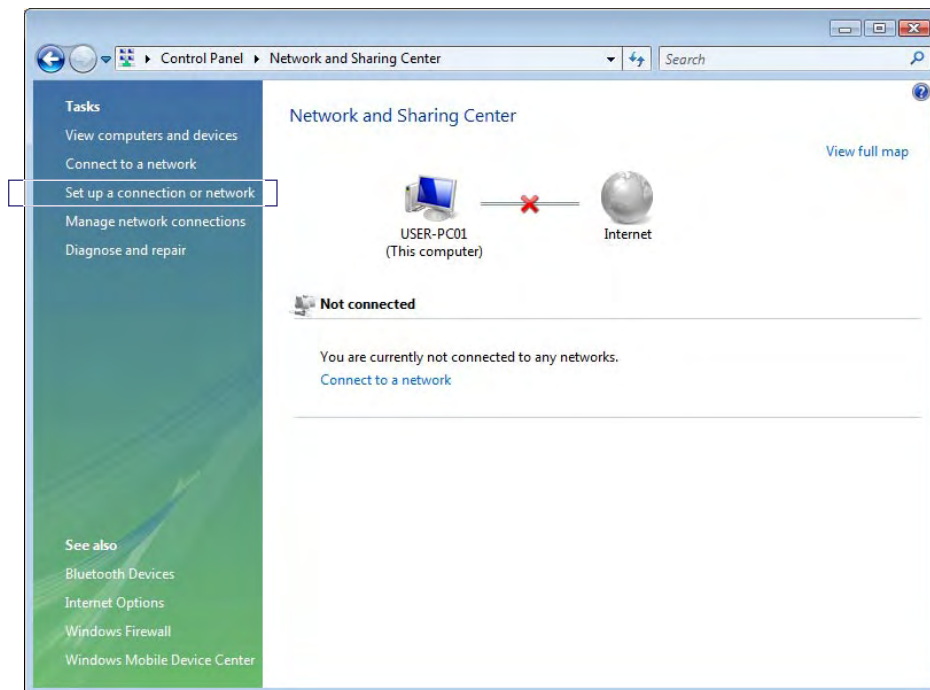 Control Panel
Network and Sharing Center
Search
Tasks
View computers and devices
Connect to a network
Set up a connection or network
Manage network connections
Diagnose and repair
See also
Bluetooth Devices
Internet Options
Windows Firewall
Windows Mobile Device Center
Network and Sharing Center
View full map
USER-PC01
(This computer)
Internet
Not connected
You are currently not connected to any networks.
Connect to a network